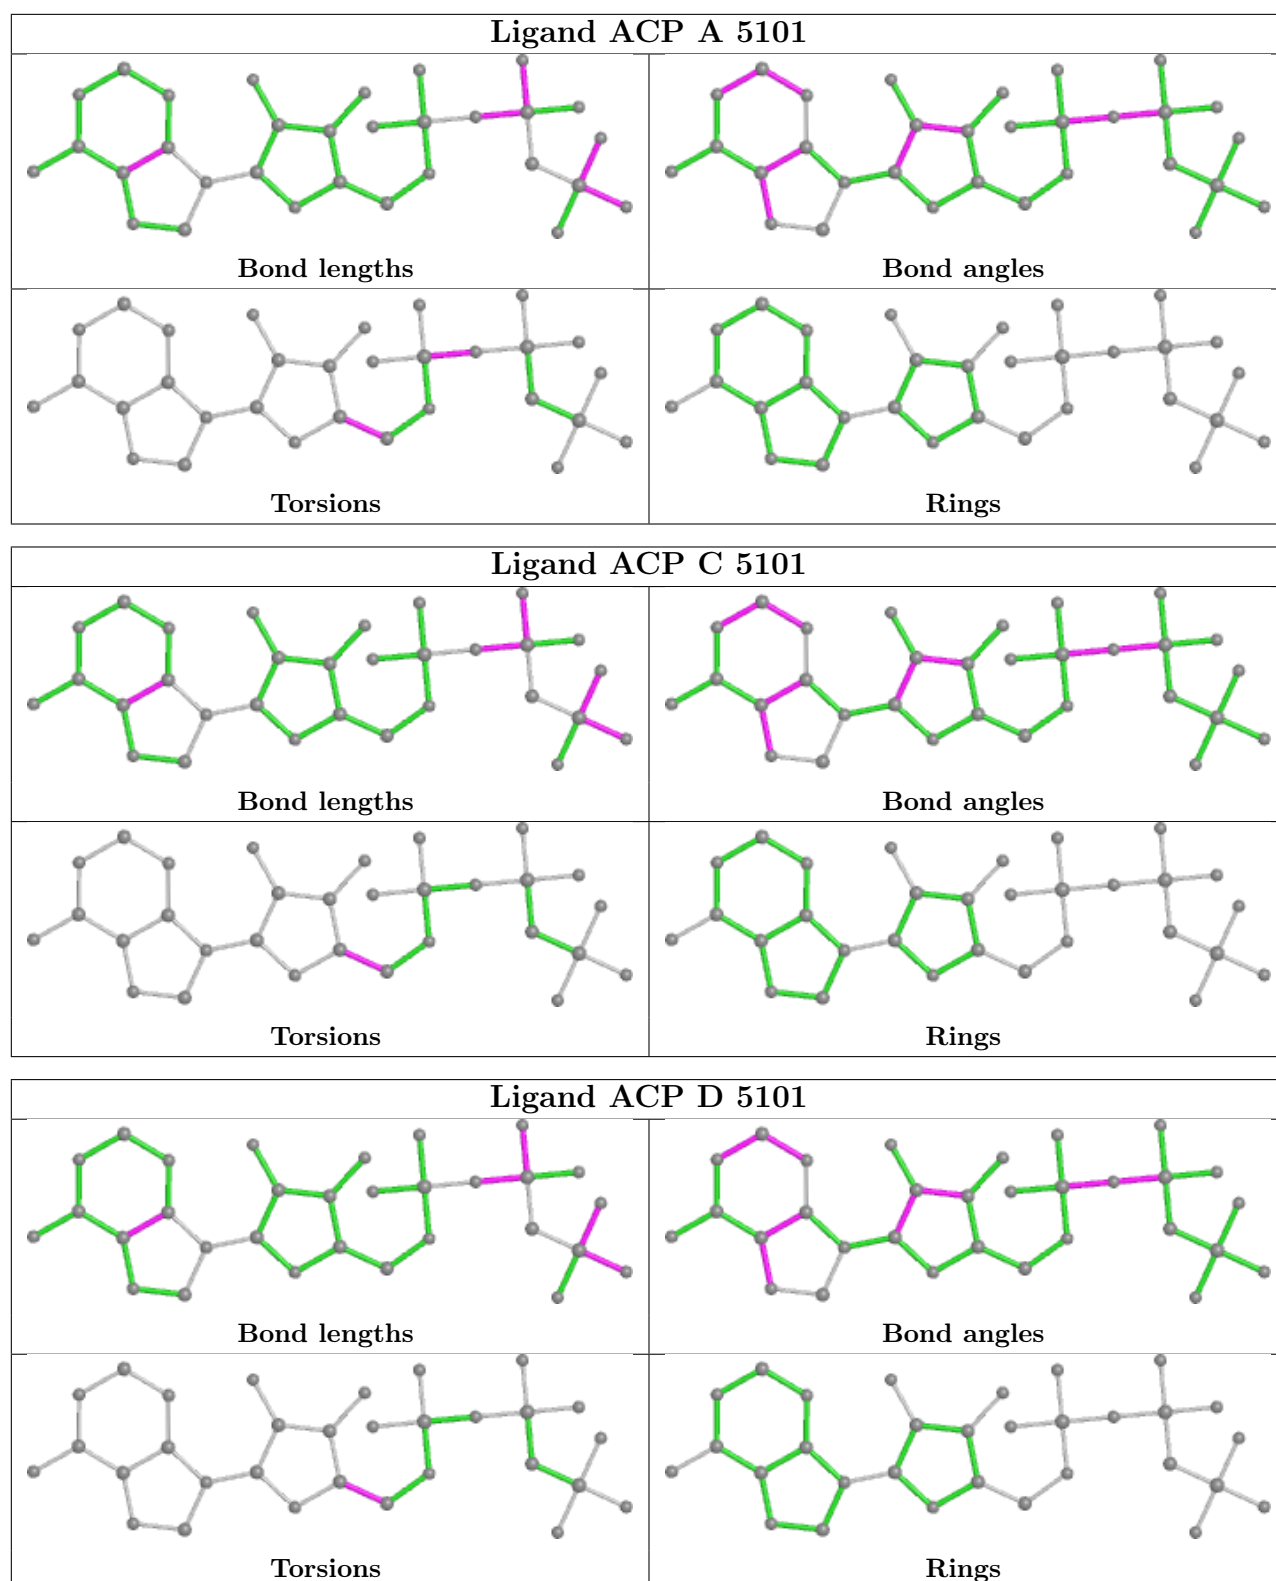 Ligand ACP A 5101
Bond lengths
Bond angles
Torsions
Rings
Ligand ACP C 5101
Bond lengths
Bond angles
Torsions
Rings
Ligand ACP D 5101
Bond lengths
Bond angles
Torsions
Rings